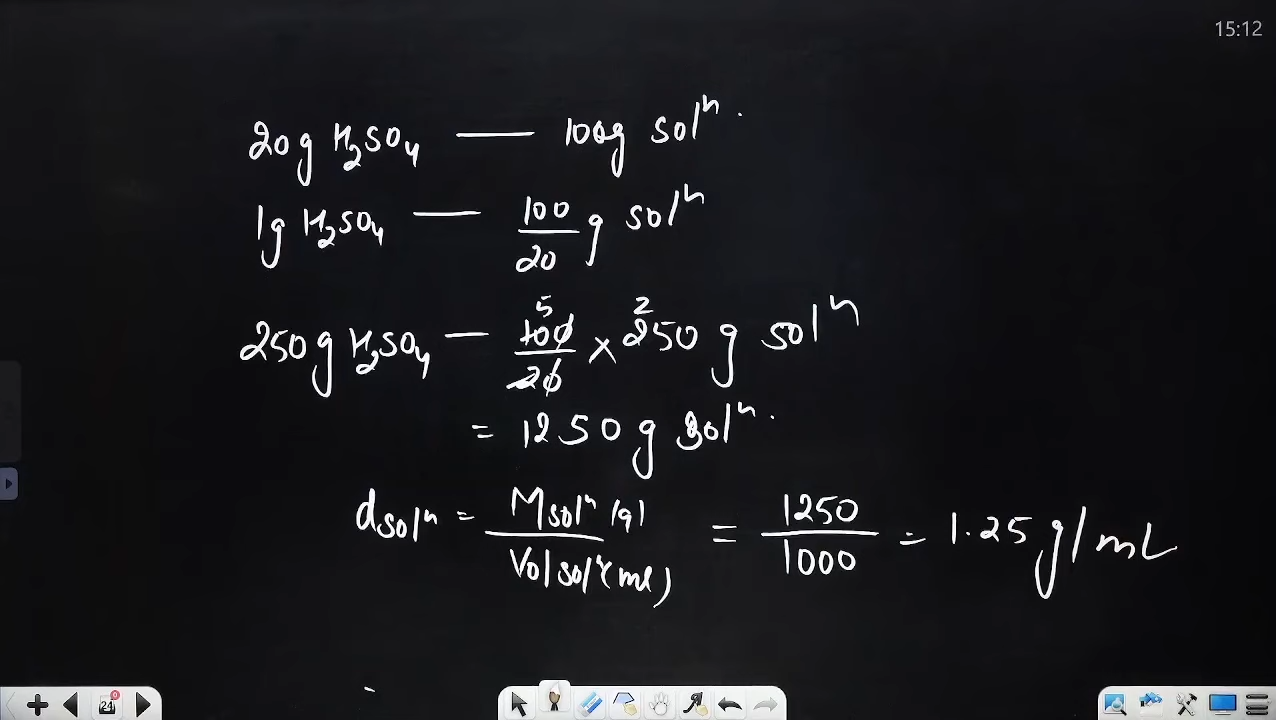 15:12
20g H₂SO₄ — 100g solⁿ.
1g H₂SO₄ — 100/20 g solⁿ
250g H₂SO₄ — 100/20 × 250 g solⁿ
5 2
= 1250 g solⁿ.
dsolⁿ = Msolⁿ (g) / Vol solⁿ (ml) = 1250/1000 = 1.25 g/mL
24
0